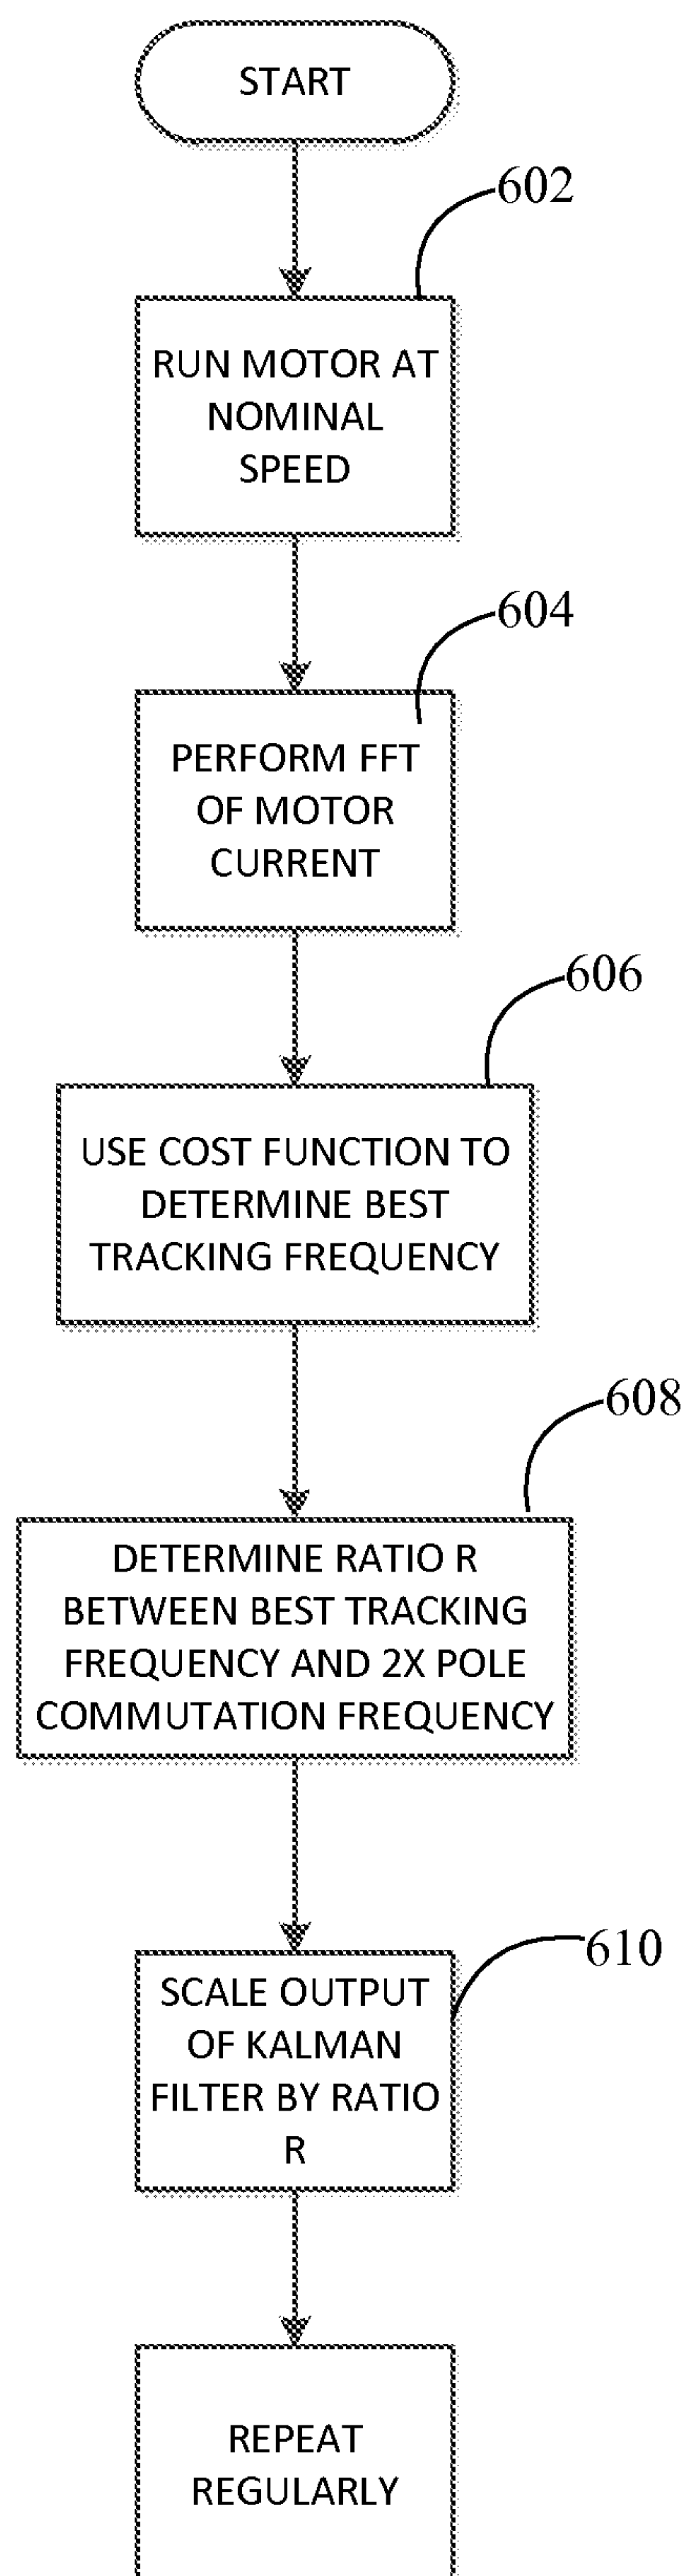 START
602
RUN MOTOR AT
NOMINAL
SPEED
604
PERFORM FFT
OF MOTOR
CURRENT
606
USE COST FUNCTION TO
DETERMINE BEST
TRACKING FREQUENCY
608
DETERMINE RATIO R
BETWEEN BEST TRACKING
FREQUENCY AND 2X POLE
COMMUTATION FREQUENCY
610
SCALE OUTPUT
OF KALMAN
FILTER BY RATIO
R
REPEAT
REGULARLY